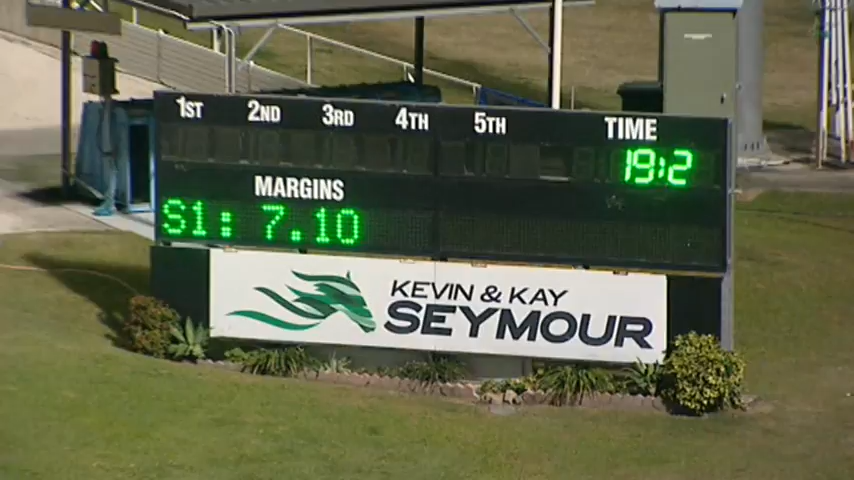 1ST 2ND 3RD 4TH 5TH TIME
19:2
MARGINS
S1: 7.10
KEVIN & KAY
SEYMOUR